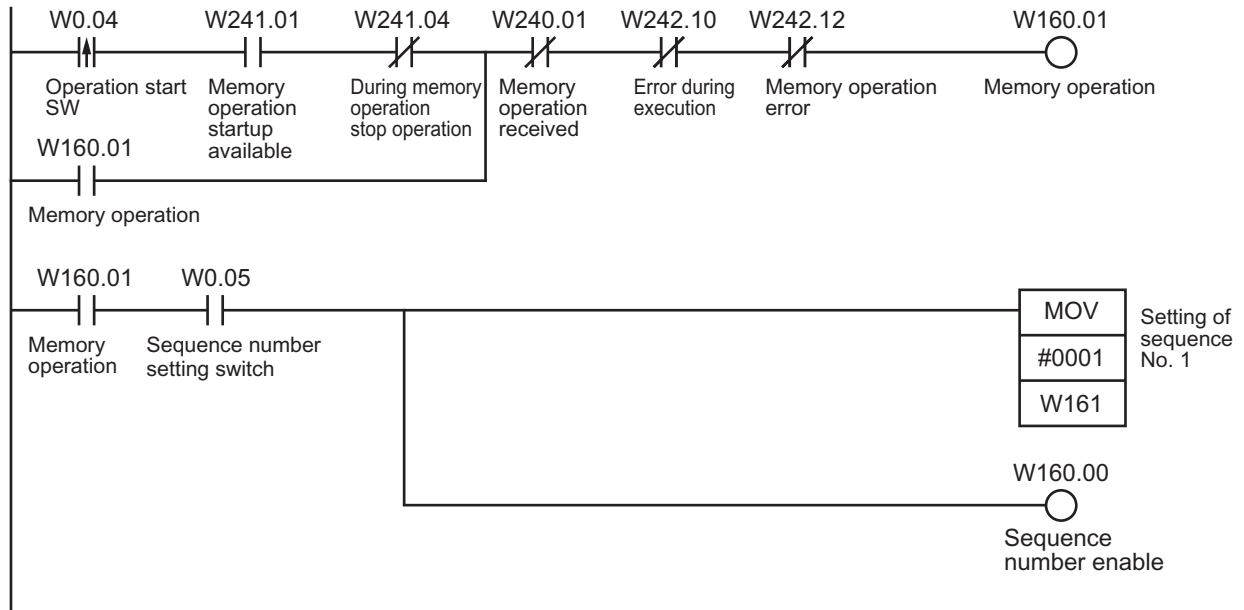 W0.04 W241.01 W241.04 W240.01 W242.10 W242.12 W160.01
Operation start
SW
Memory
operation
startup
available
During memory
operation
stop operation
Memory
operation
received
Error during
execution
Memory operation
error
Memory operation
W160.01
Memory operation
W160.01 W0.05
Memory
operation
Sequence number
setting switch
MOV
#0001
W161
Setting of
sequence
No. 1
W160.00
Sequence
number enable